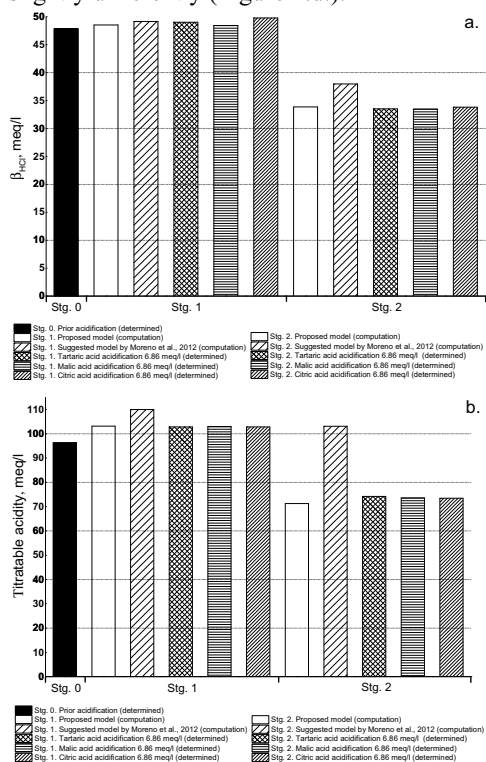 a.
50
45
40
35
30
25
20
15
10
5
0
βHCl, meq/l
Stg. 0 Stg. 1 Stg. 2
Stg. 0. Prior acidification (determined)
Stg. 1. Proposed model (computation) Stg. 2. Proposed model (computation)
Stg. 1. Suggested model by Moreno et al., 2012 (computation) Stg. 2. Suggested model by Moreno et al., 2012 (computation)
Stg. 1. Tartaric acid acidification 6.86 meq/l (determined) Stg. 2. Tartaric acid acidification 6.86 meq/l (determined)
Stg. 1. Malic acid acidification 6.86 meq/l (determined) Stg. 2. Malic acid acidification 6.86 meq/l (determined)
Stg. 1. Citric acid acidification 6.86 meq/l (determined) Stg. 2. Citric acid acidification 6.86 meq/l (determined)
b.
110
100
90
80
70
60
50
40
30
20
10
0
Titratable acidity, meq/l
Stg. 0 Stg. 1 Stg. 2
Stg. 0. Prior acidification (determined)
Stg. 1. Proposed model (computation) Stg. 2. Proposed model (computation)
Stg. 1. Suggested model by Moreno et al., 2012 (computation) Stg. 2. Suggested model by Moreno et al., 2012 (computation)
Stg. 1. Tartaric acid acidification 6.86 meq/l (determined) Stg. 2. Tartaric acid acidification 6.86 meq/l (determined)
Stg. 1. Malic acid acidification 6.86 meq/l (determined) Stg. 2. Malic acid acidification 6.86 meq/l (determined)
Stg. 1. Citric acid acidification 6.86 meq/l (determined) Stg. 2. Citric acid acidification 6.86 meq/l (determined)